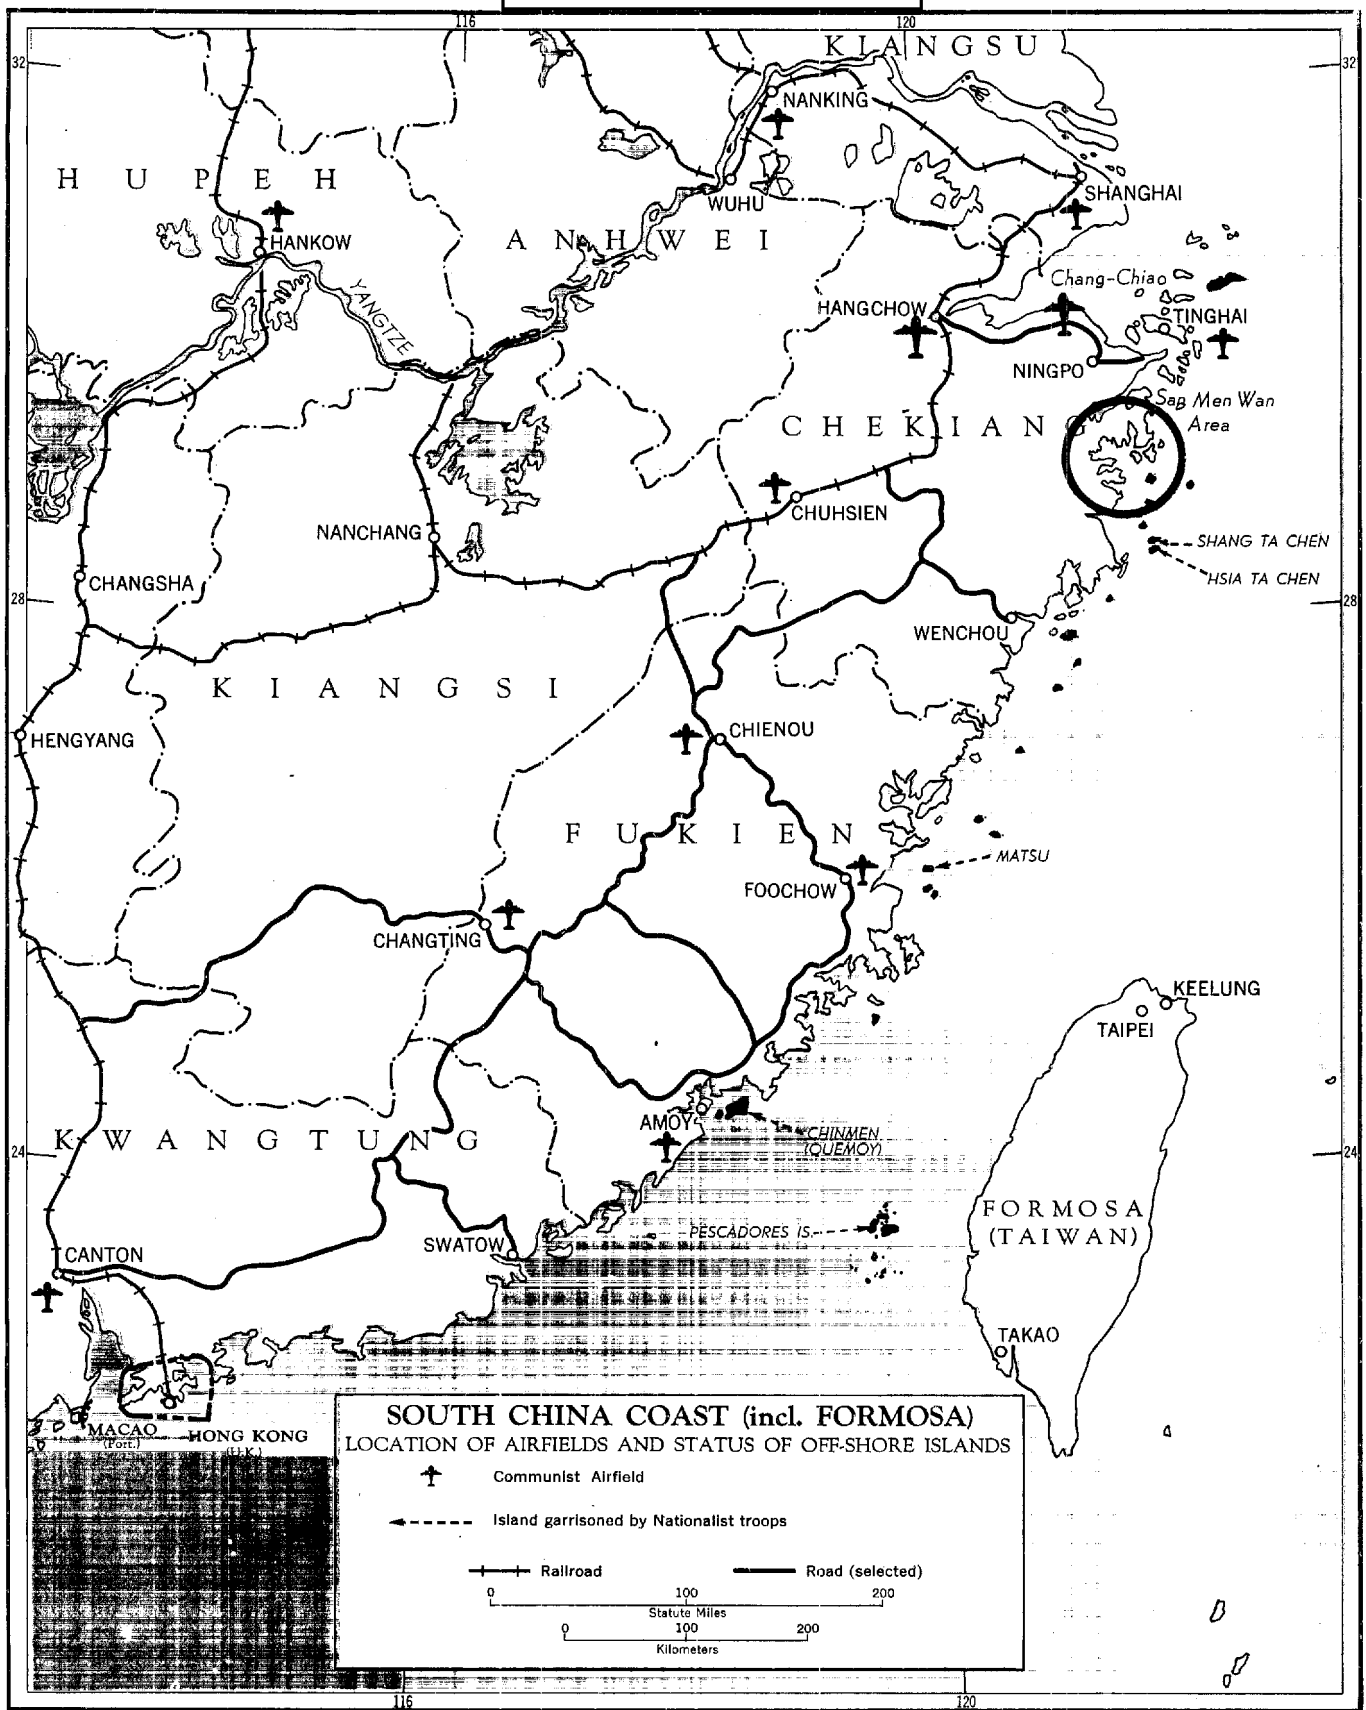 116
120
KIANGSU
32
32
NANKING
HUPEH
SHANGHAI
WUHU
HANKOW
ANHWEI
Chang-Chiao
YANGTZE
HANGCHOW
TINGHAI
NINGPO
San Men Wan
Area
CHEKIANG
CHUHSIEN
NANCHANG
SHANG TA CHEN
HSIA TA CHEN
CHANGSHA
28
28
WENCHOU
KIANGSI
HENGYANG
CHIENOU
FUKIEN
MATSU
FOOCHOW
CHANGTING
KEELUNG
TAIPEI
AMOY
CHINMEN
(QUEMOY)
KWANGTUNG
24
24
FORMOSA
(TAIWAN)
PESCADORES IS.
SWATOW
CANTON
TAKAO
MACAO
(Port.)
HONG KONG
(U.K.)
SOUTH CHINA COAST (incl. FORMOSA)
LOCATION OF AIRFIELDS AND STATUS OF OFF-SHORE ISLANDS
Communist Airfield
Island garrisoned by Nationalist troops
Railroad
Road (selected)
0 100 200
Statute Miles
0 100 200
Kilometers
116
120